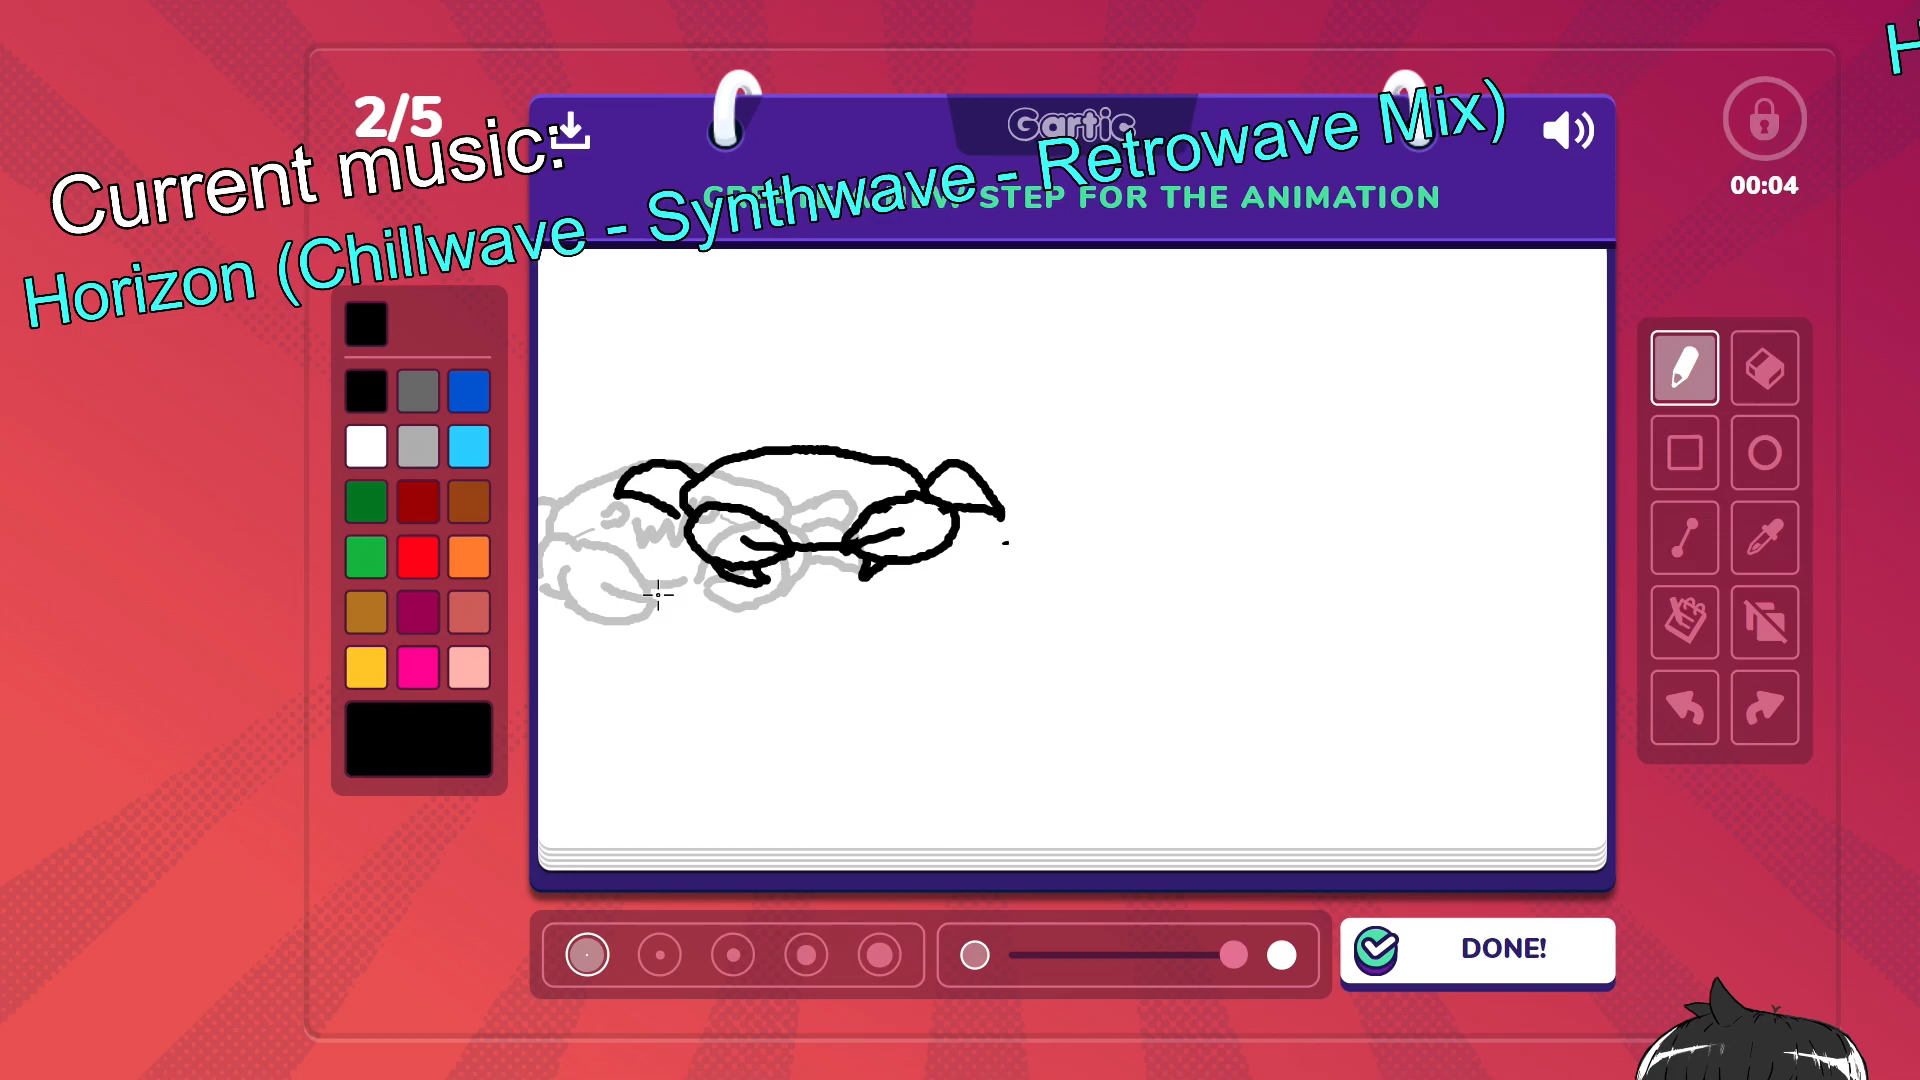 2/5
Current music:
Horizon (Chillwave - Synthwave - Retrowave Mix)
H
Gartic
00:04
STEP FOR THE ANIMATION
DONE!